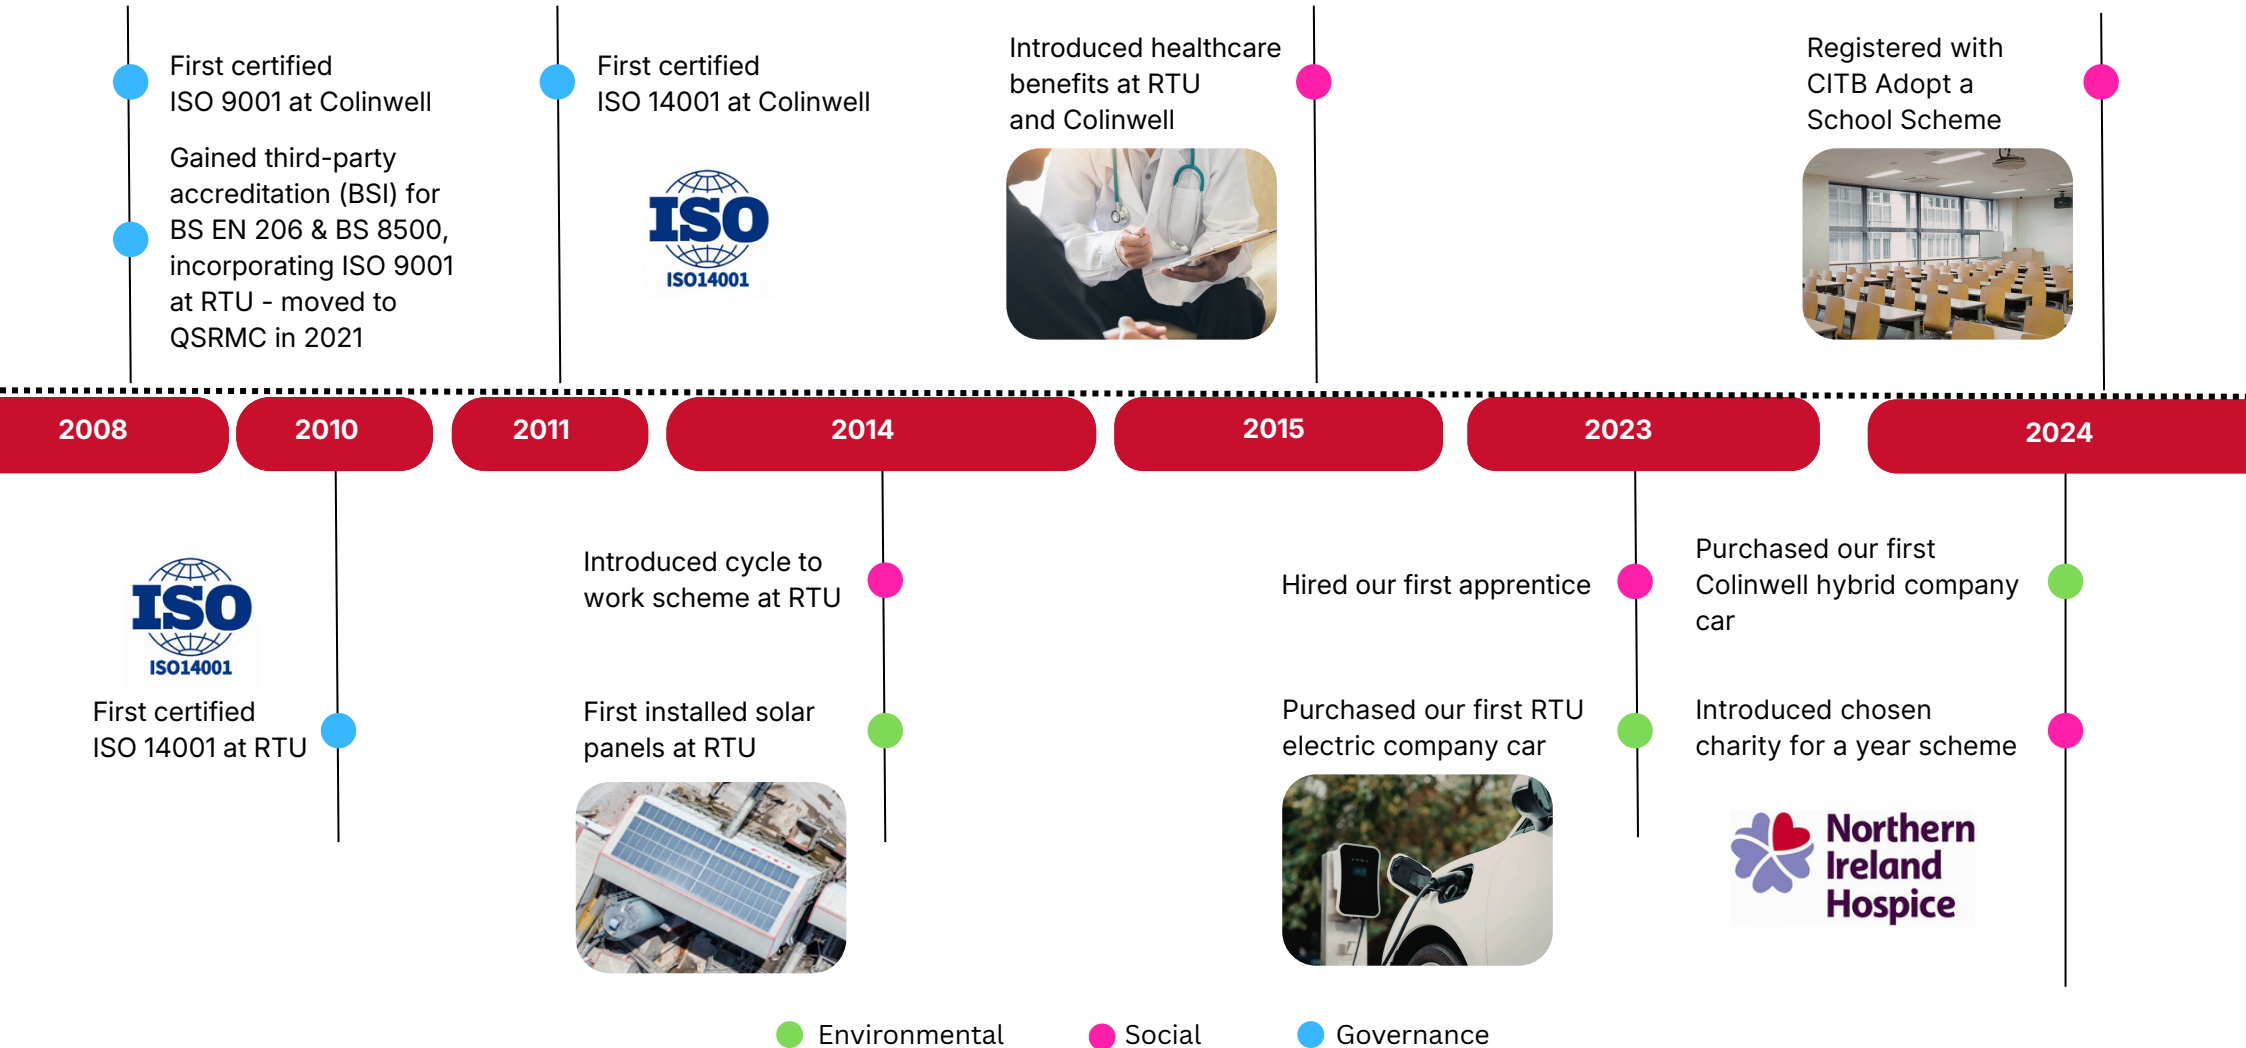 First certified
ISO 9001 at Colinwell
Gained third-party
accreditation (BSI) for
BS EN 206 & BS 8500,
incorporating ISO 9001
at RTU - moved to
QSRMC in 2021
First certified
ISO 14001 at Colinwell
ISO
ISO14001
Introduced healthcare
benefits at RTU
and Colinwell
Registered with
CITB Adopt a
School Scheme
2008
2010
2011
2014
2015
2023
2024
ISO
ISO14001
First certified
ISO 14001 at RTU
Introduced cycle to
work scheme at RTU
First installed solar
panels at RTU
Hired our first apprentice
Purchased our first RTU
electric company car
Purchased our first
Colinwell hybrid company
car
Introduced chosen
charity for a year scheme
Northern
Ireland
Hospice
Environmental
Social
Governance